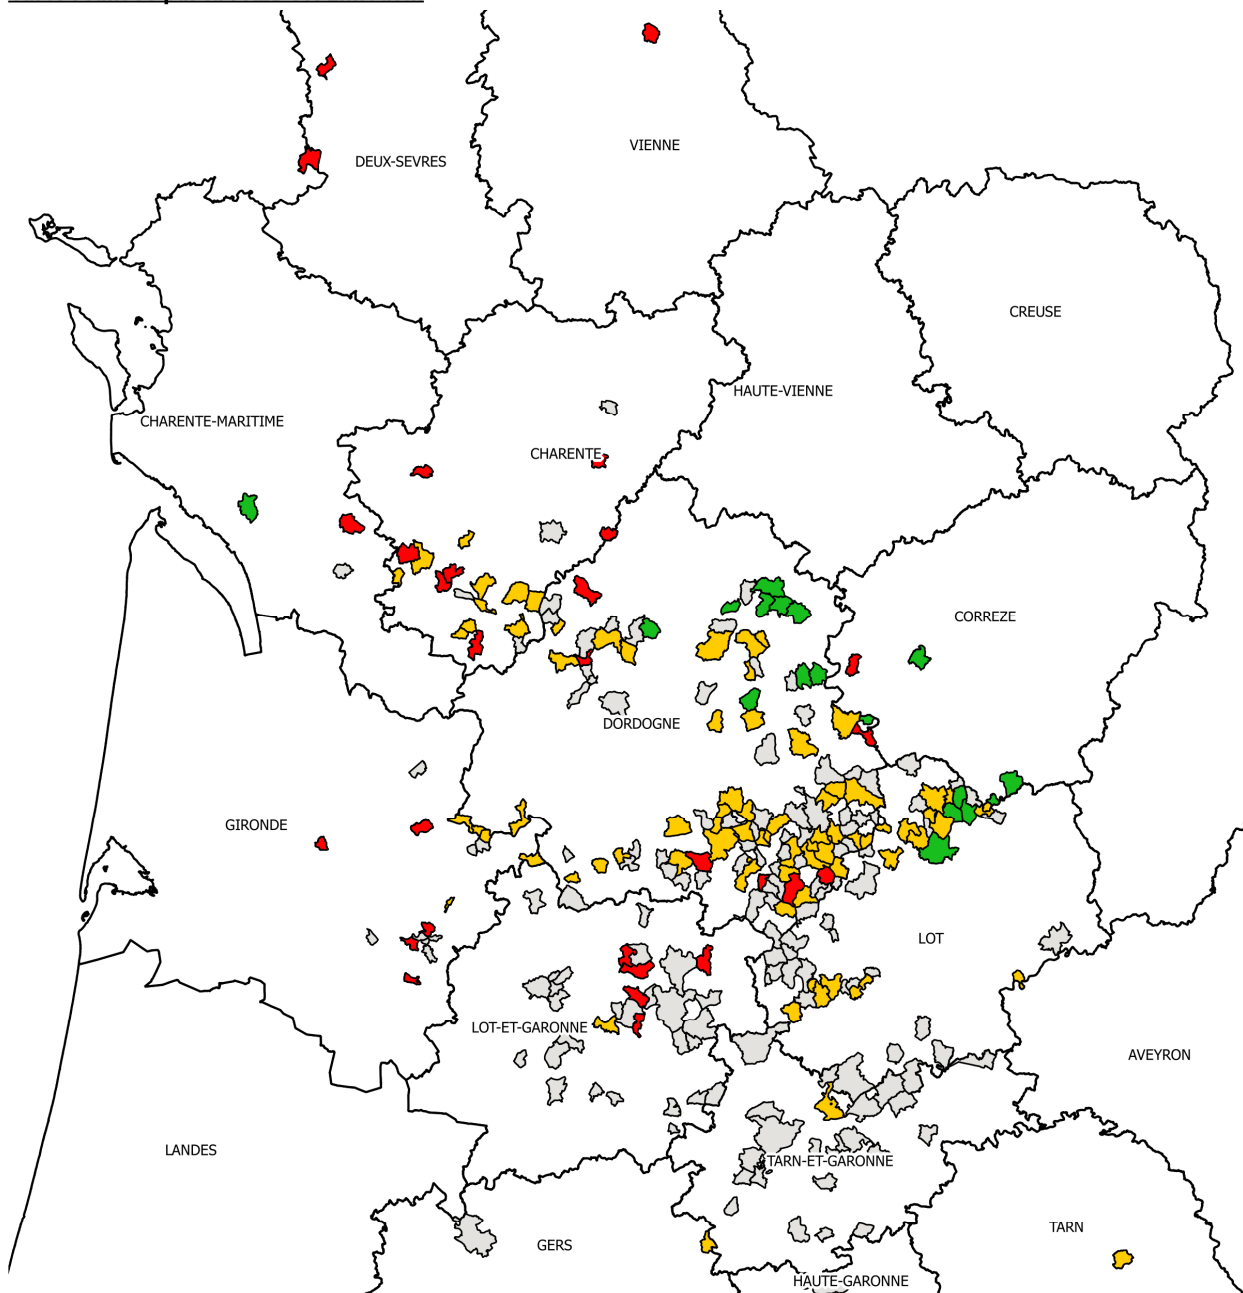 VIENNE
DEUX-SEVRES
CREUSE
HAUTE-VIENNE
CHARENTE-MARITIME
CHARENTE
CORREZE
DORDOGNE
GIRONDE
LOT
LOT-ET-GARONNE
AVEYRON
LANDES
TARN-ET-GARONNE
TARN
GERS
HAUTE-GARONNE